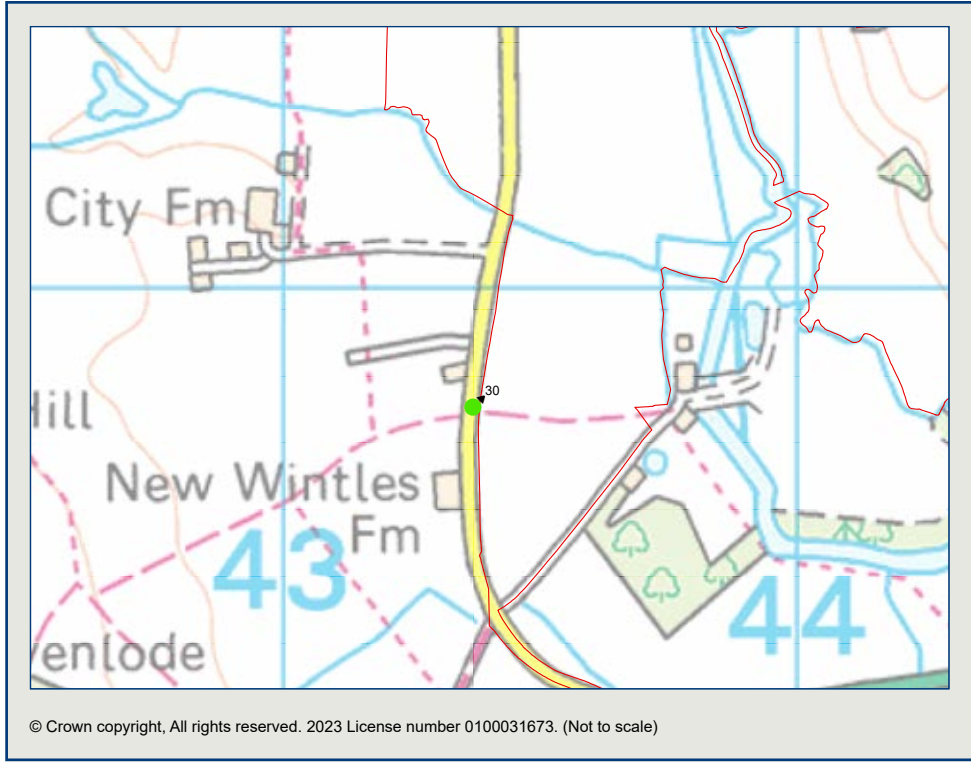 City Fm
30
Hill
New Wintles
Fm
43
44
enlode
© Crown copyright, All rights reserved. 2023 License number 0100031673. (Not to scale)